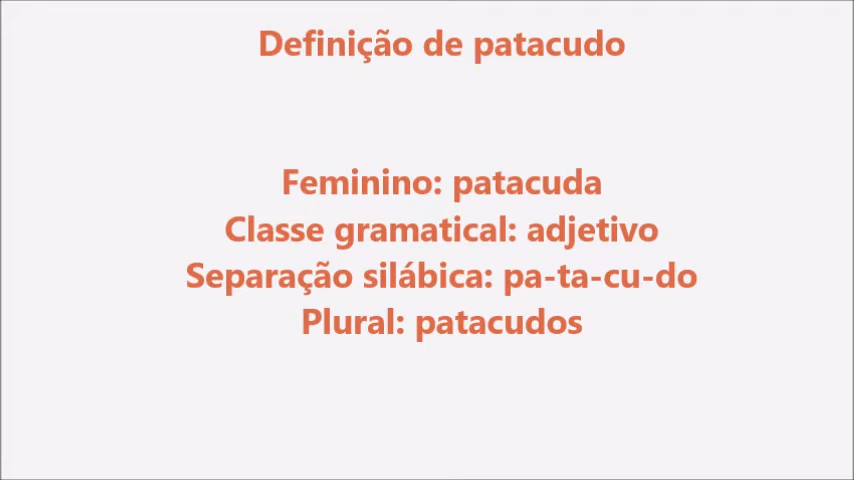 Definição de patacudo
Feminino: patacuda
Classe gramatical: adjetivo
Separação silábica: pa-ta-cu-do
Plural: patacudos